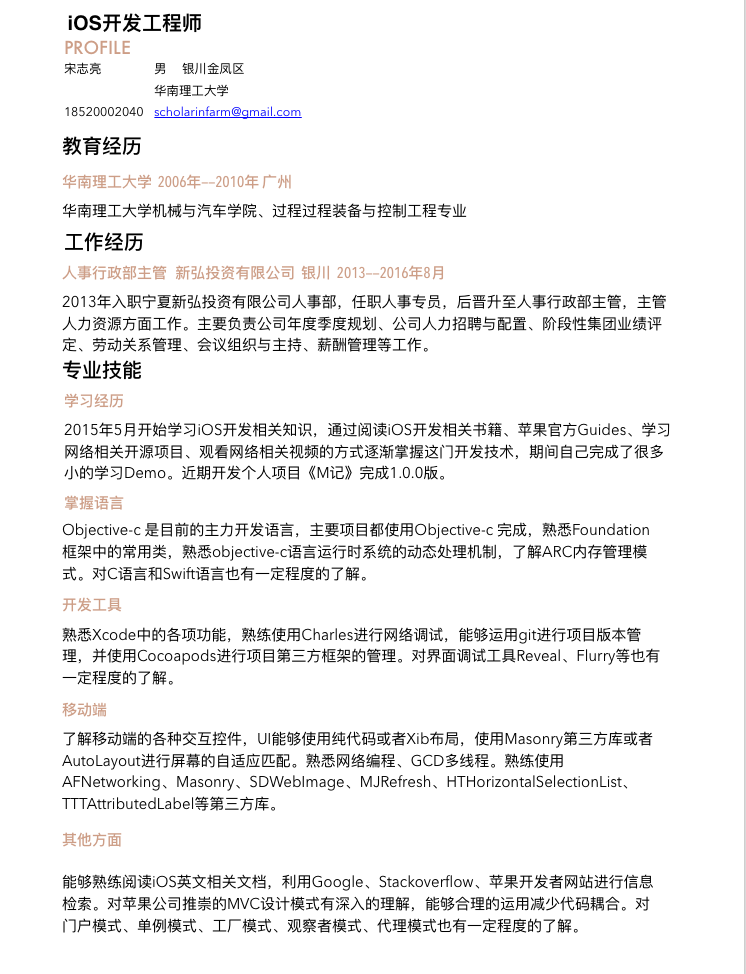 iOS开发工程师
PROFILE
宋志亮 男 银川金凤区
华南理工大学
18520002040 scholarinfarm@gmail.com
教育经历
华南理工大学 2006年--2010年 广州
华南理工大学机械与汽车学院、过程过程装备与控制工程专业
工作经历
人事行政部主管 新弘投资有限公司 银川 2013--2016年8月
2013年入职宁夏新弘投资有限公司人事部，任职人事专员，后晋升至人事行政部主管，主管
人力资源方面工作。主要负责公司年度季度规划、公司人力招聘与配置、阶段性集团业绩评
定、劳动关系管理、会议组织与主持、薪酬管理等工作。
专业技能
学习经历
2015年5月开始学习iOS开发相关知识，通过阅读iOS开发相关书籍、苹果官方Guides、学习
网络相关开源项目、观看网络相关视频的方式逐渐掌握这门开发技术，期间自己完成了很多
小的学习Demo。近期开发个人项目《M记》完成1.0.0版。
掌握语言
Objective-c 是目前的主力开发语言，主要项目都使用Objective-c 完成，熟悉Foundation
框架中的常用类，熟悉objective-c语言运行时系统的动态处理机制，了解ARC内存管理模
式。对C语言和Swift语言也有一定程度的了解。
开发工具
熟悉Xcode中的各项功能，熟练使用Charles进行网络调试，能够运用git进行项目版本管
理，并使用Cocoapods进行项目第三方框架的管理。对界面调试工具Reveal、Flurry等也有
一定程度的了解。
移动端
了解移动端的各种交互控件，UI能够使用纯代码或者Xib布局，使用Masonry第三方库或者
AutoLayout进行屏幕的自适应匹配。熟悉网络编程、GCD多线程。熟练使用
AFNetworking、Masonry、SDWebImage、MJRefresh、HTHorizontalSelectionList、
TTTAttributedLabel等第三方库。
其他方面
能够熟练阅读iOS英文相关文档，利用Google、Stackoverflow、苹果开发者网站进行信息
检索。对苹果公司推崇的MVC设计模式有深入的理解，能够合理的运用减少代码耦合。对
门户模式、单例模式、工厂模式、观察者模式、代理模式也有一定程度的了解。